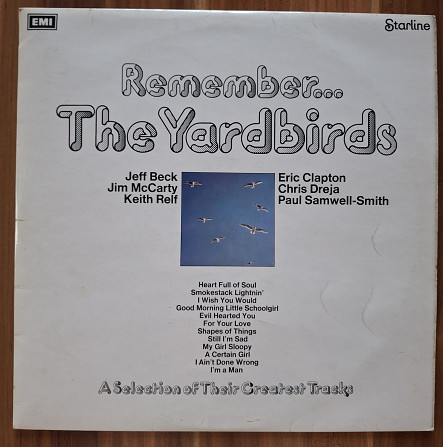 EMI
Starline
Remember...
The Yardbirds
Jeff Beck
Jim McCarty
Keith Relf
Eric Clapton
Chris Dreja
Paul Samwell-Smith
Heart Full of Soul
Smokestack Lightnin'
I Wish You Would
Good Morning Little Schoolgirl
Evil Hearted You
For Your Love
Shapes of Things
Still I'm Sad
My Girl Sloopy
A Certain Girl
I Ain't Done Wrong
I'm a Man
A Selection of Their Greatest Tracks